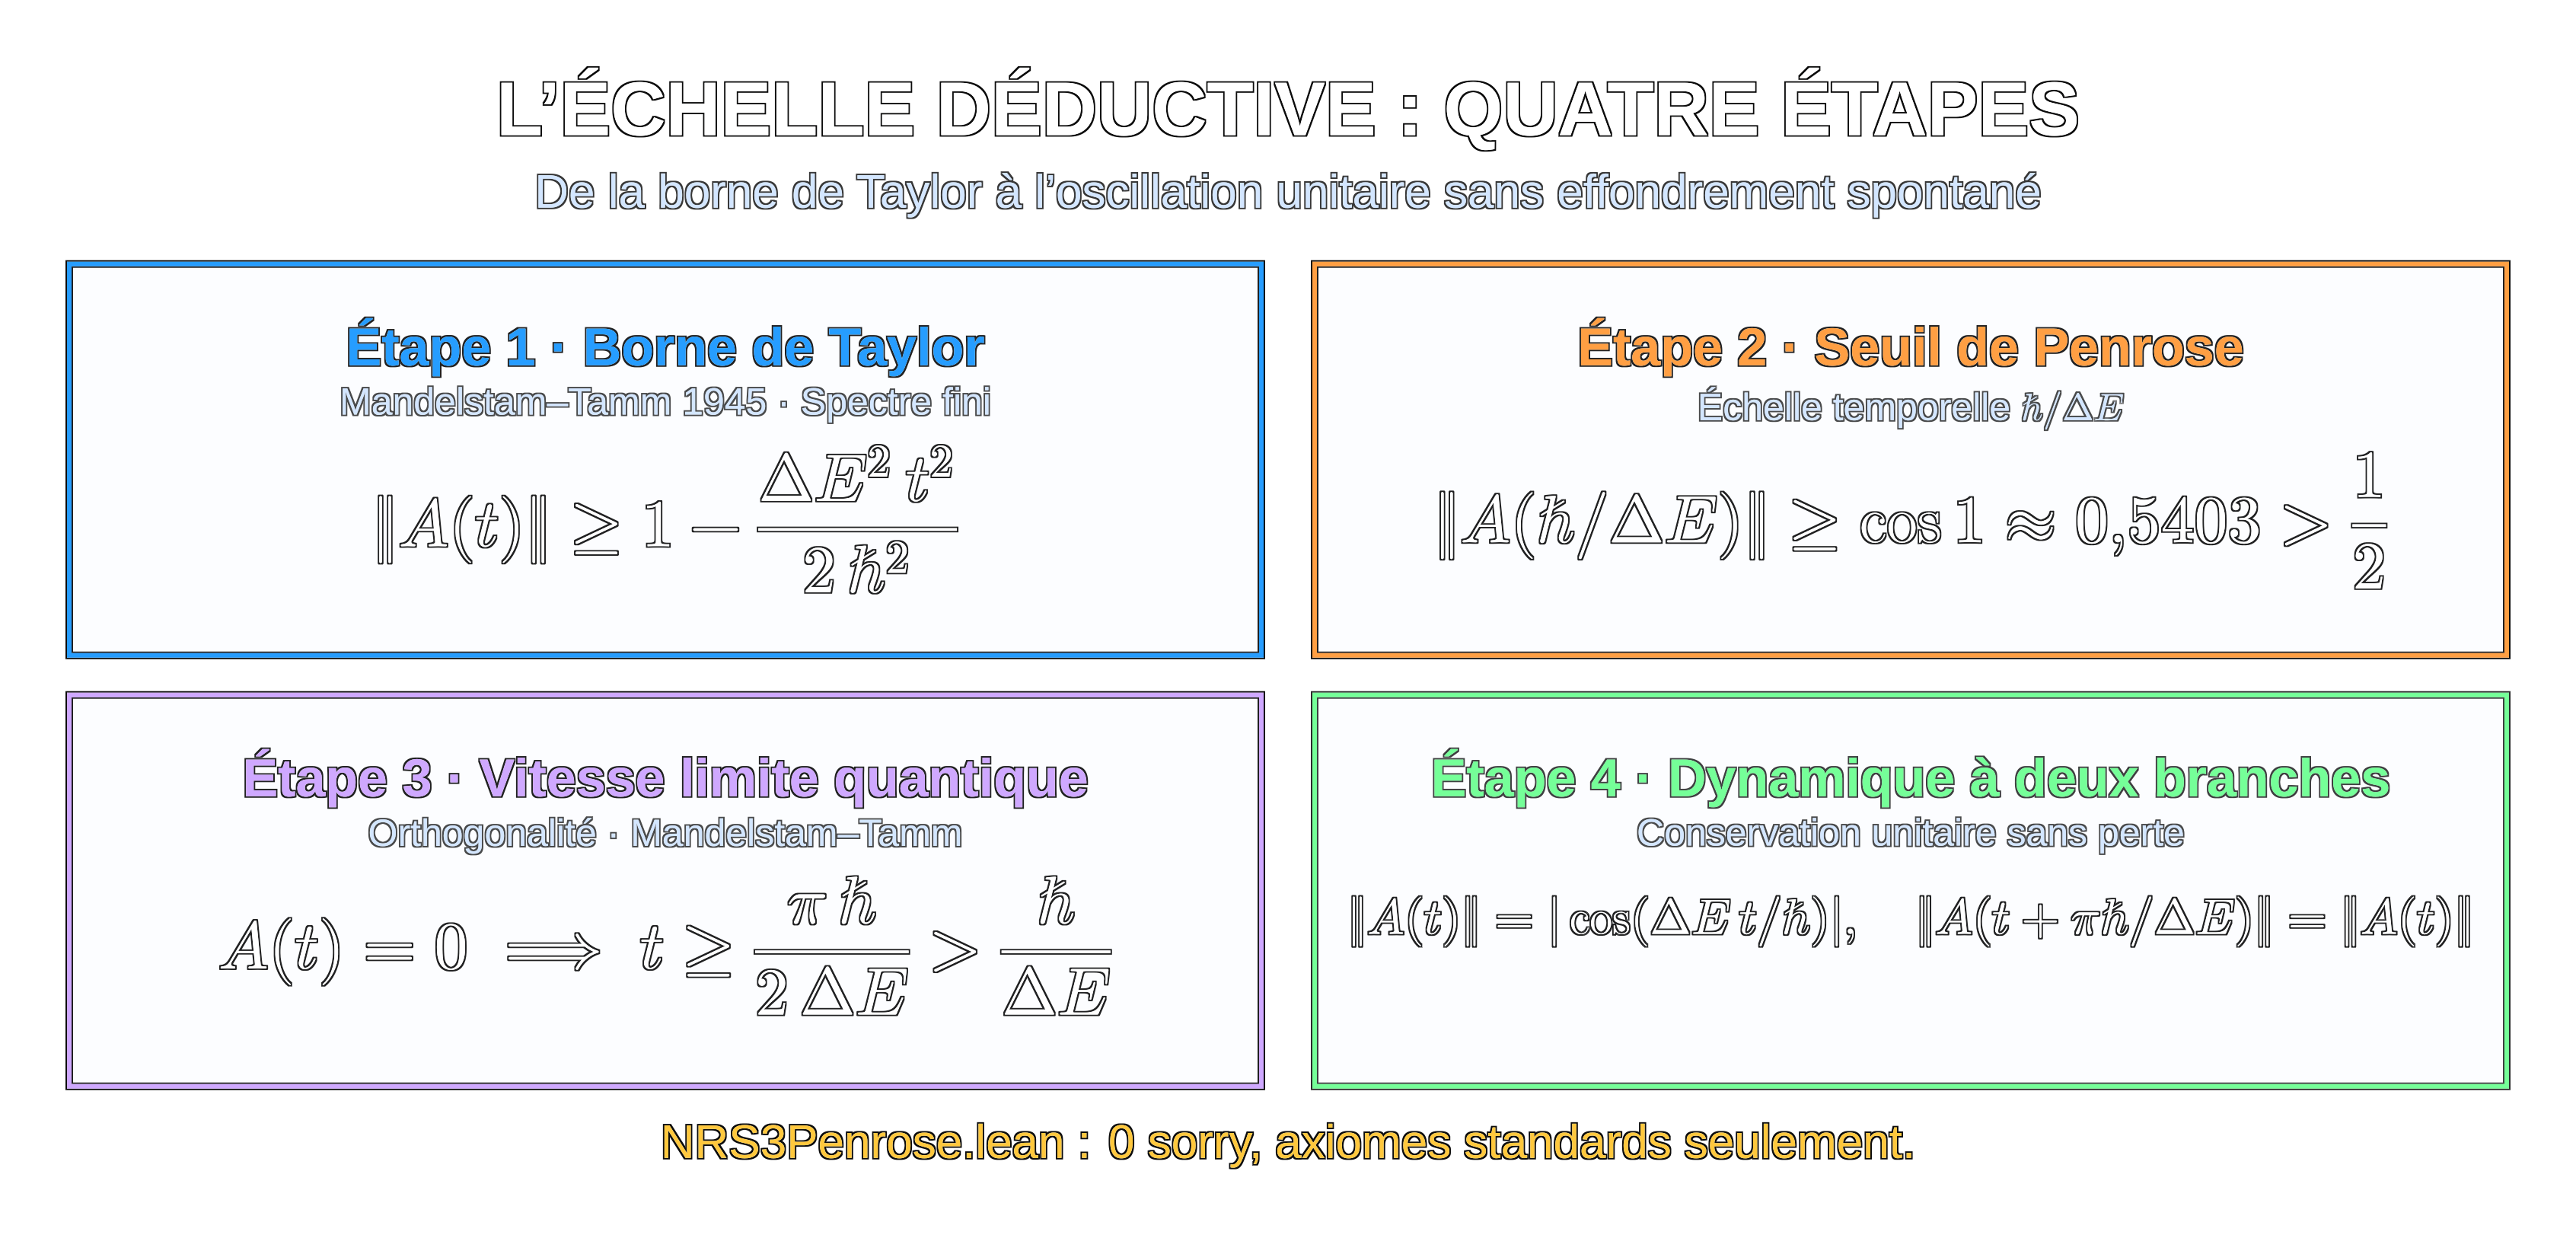 L’ÉCHELLE DÉDUCTIVE : QUATRE ÉTAPES
De la borne de Taylor à l’oscillation unitaire sans effondrement spontané
Étape 1 · Borne de Taylor
Mandelstam–Tamm 1945 · Spectre fini
‖A(t)‖ ≥ 1 − ΔE² t² / 2 ℏ²
Étape 2 · Seuil de Penrose
Échelle temporelle ℏ/ΔE
‖A(ℏ/ΔE)‖ ≥ cos 1 ≈ 0,5403 > 1/2
Étape 3 · Vitesse limite quantique
Orthogonalité · Mandelstam–Tamm
A(t) = 0 ⟹ t ≥ π ℏ / 2 ΔE > ℏ / ΔE
Étape 4 · Dynamique à deux branches
Conservation unitaire sans perte
‖A(t)‖ = | cos(ΔE t/ℏ)|, ‖A(t + πℏ/ΔE)‖ = ‖A(t)‖
NRS3Penrose.lean : 0 sorry, axiomes standards seulement.